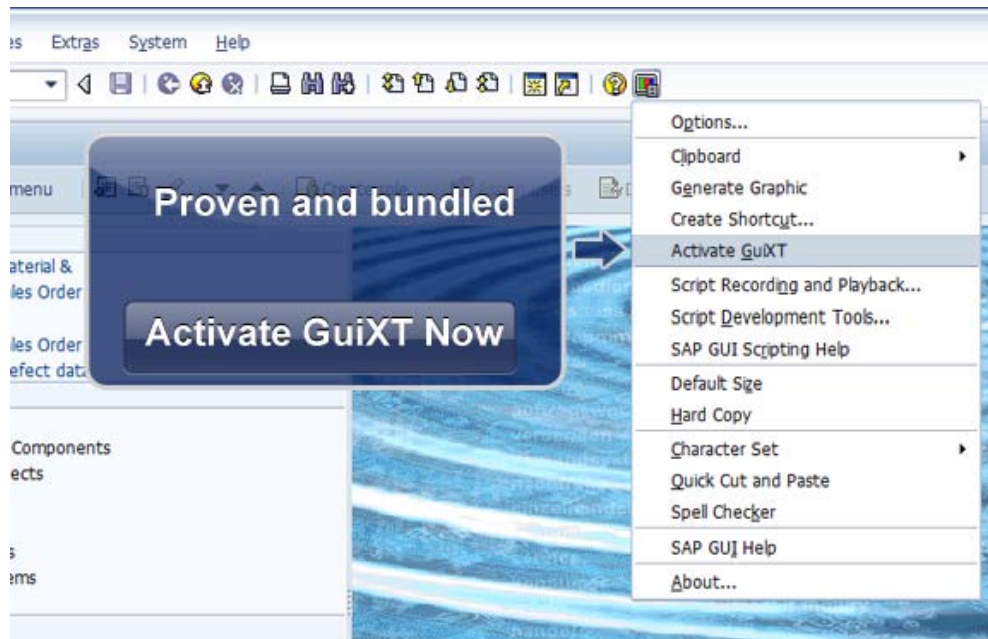 es Extras System Help
Options...
Clipboard
Generate Graphic
Create Shortcut...
Activate GuiXT
Script Recording and Playback...
Script Development Tools...
SAP GUI Scripting Help
Default Size
Hard Copy
Character Set
Quick Cut and Paste
Spell Checker
SAP GUI Help
About...
menu
Proven and bundled
Activate GuiXT Now
aterial &
les Order
les Order
efect data
Components
ects
s
ems